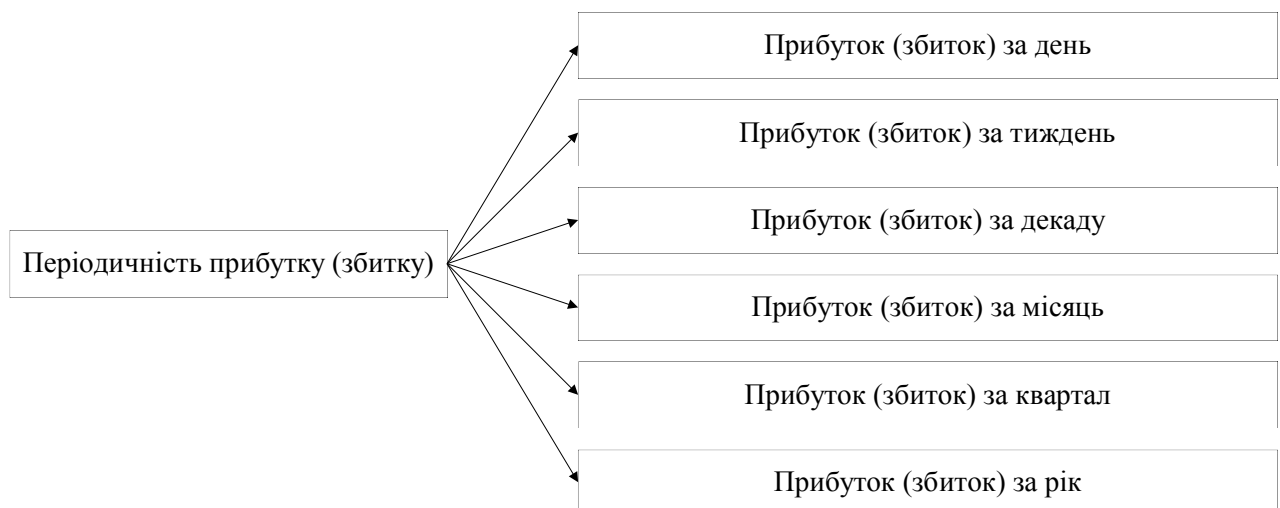 Прибуток (збиток) за день
Прибуток (збиток) за тиждень
Прибуток (збиток) за декаду
Періодичність прибутку (збитку)
Прибуток (збиток) за місяць
Прибуток (збиток) за квартал
Прибуток (збиток) за рік